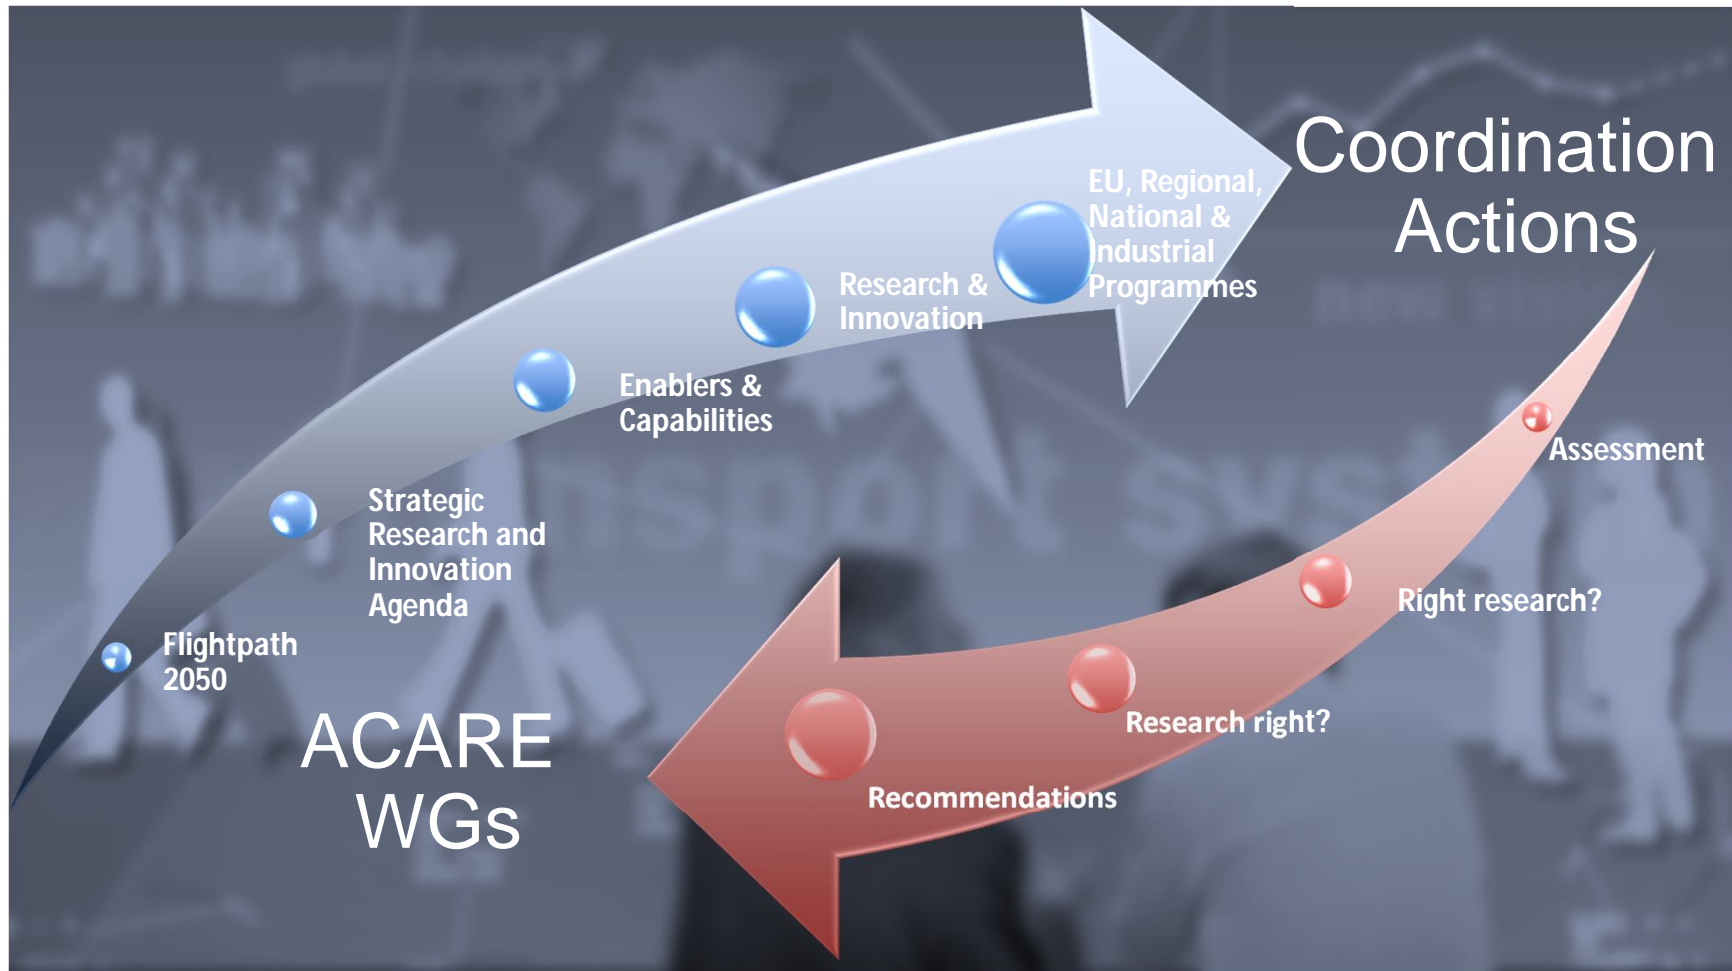 Coordination
Actions
EU, Regional,
National &
Industrial
Programmes
Research &
Innovation
Enablers &
Capabilities
Strategic
Research and
Innovation
Agenda
Flightpath
2050
Assessment
Right research?
Research right?
Recommendations
ACARE
WGs